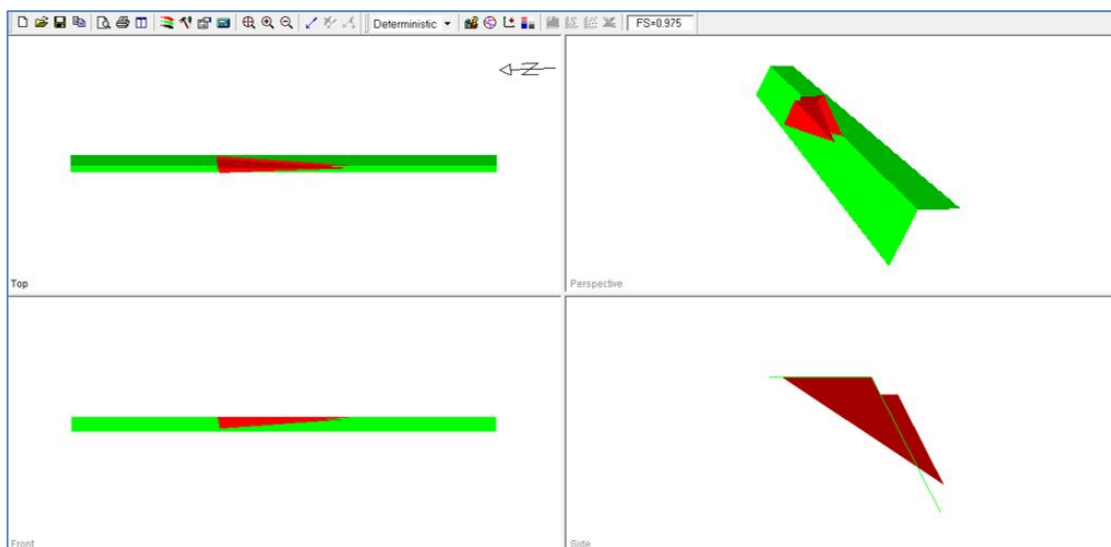 Deterministic FS=0.975
Z
Top
Perspective
Front
Side